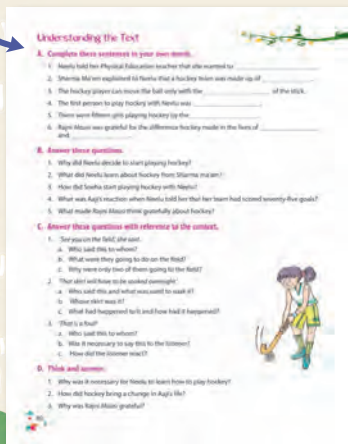 Understanding the Text
A. Complete these sentences in your own words.
1. Neelu told her Physical Education teacher that she wanted to
2. Sharma Ma'am explained to Neelu that a hockey team was made up of
3. The hockey player can move the ball only with the of the stick.
4. The first person to play hockey with Neelu was .
5. There were fifteen girls playing hockey by the
6. Rajni Mausi was grateful for the difference hockey made in the lives of
and
B. Answer these questions.
1. Why did Neelu decide to start playing hockey?
2. What did Neelu learn about hockey from Sharma ma'am?
3. How did Sneha start playing hockey with Neelu?
4. What was Raji's reaction when Neelu told her that her team had scored seventy-five goals?
5. What made Rajni Mausi think gratefully about hockey?
C. Answer these questions with reference to the context.
1. 'See you on the field,' she said.
a. Who said this to whom?
b. What were they going to do on the field?
c. Why were only two of them going to the field?
2. 'That skirt will have to be soaked overnight.'
a. Who said this and what was used to soak it?
b. Whose skirt was it?
c. What had happened to it and how had it happened?
3. 'That is a foul!'
a. Who said this to whom?
b. Was it necessary to say this to the listener?
c. How did the listener react?
D. Think and answer.
1. Why was it necessary for Neelu to learn how to play hockey?
2. How did hockey bring a change in Raji's life?
3. Why was Rajni Mausi grateful?